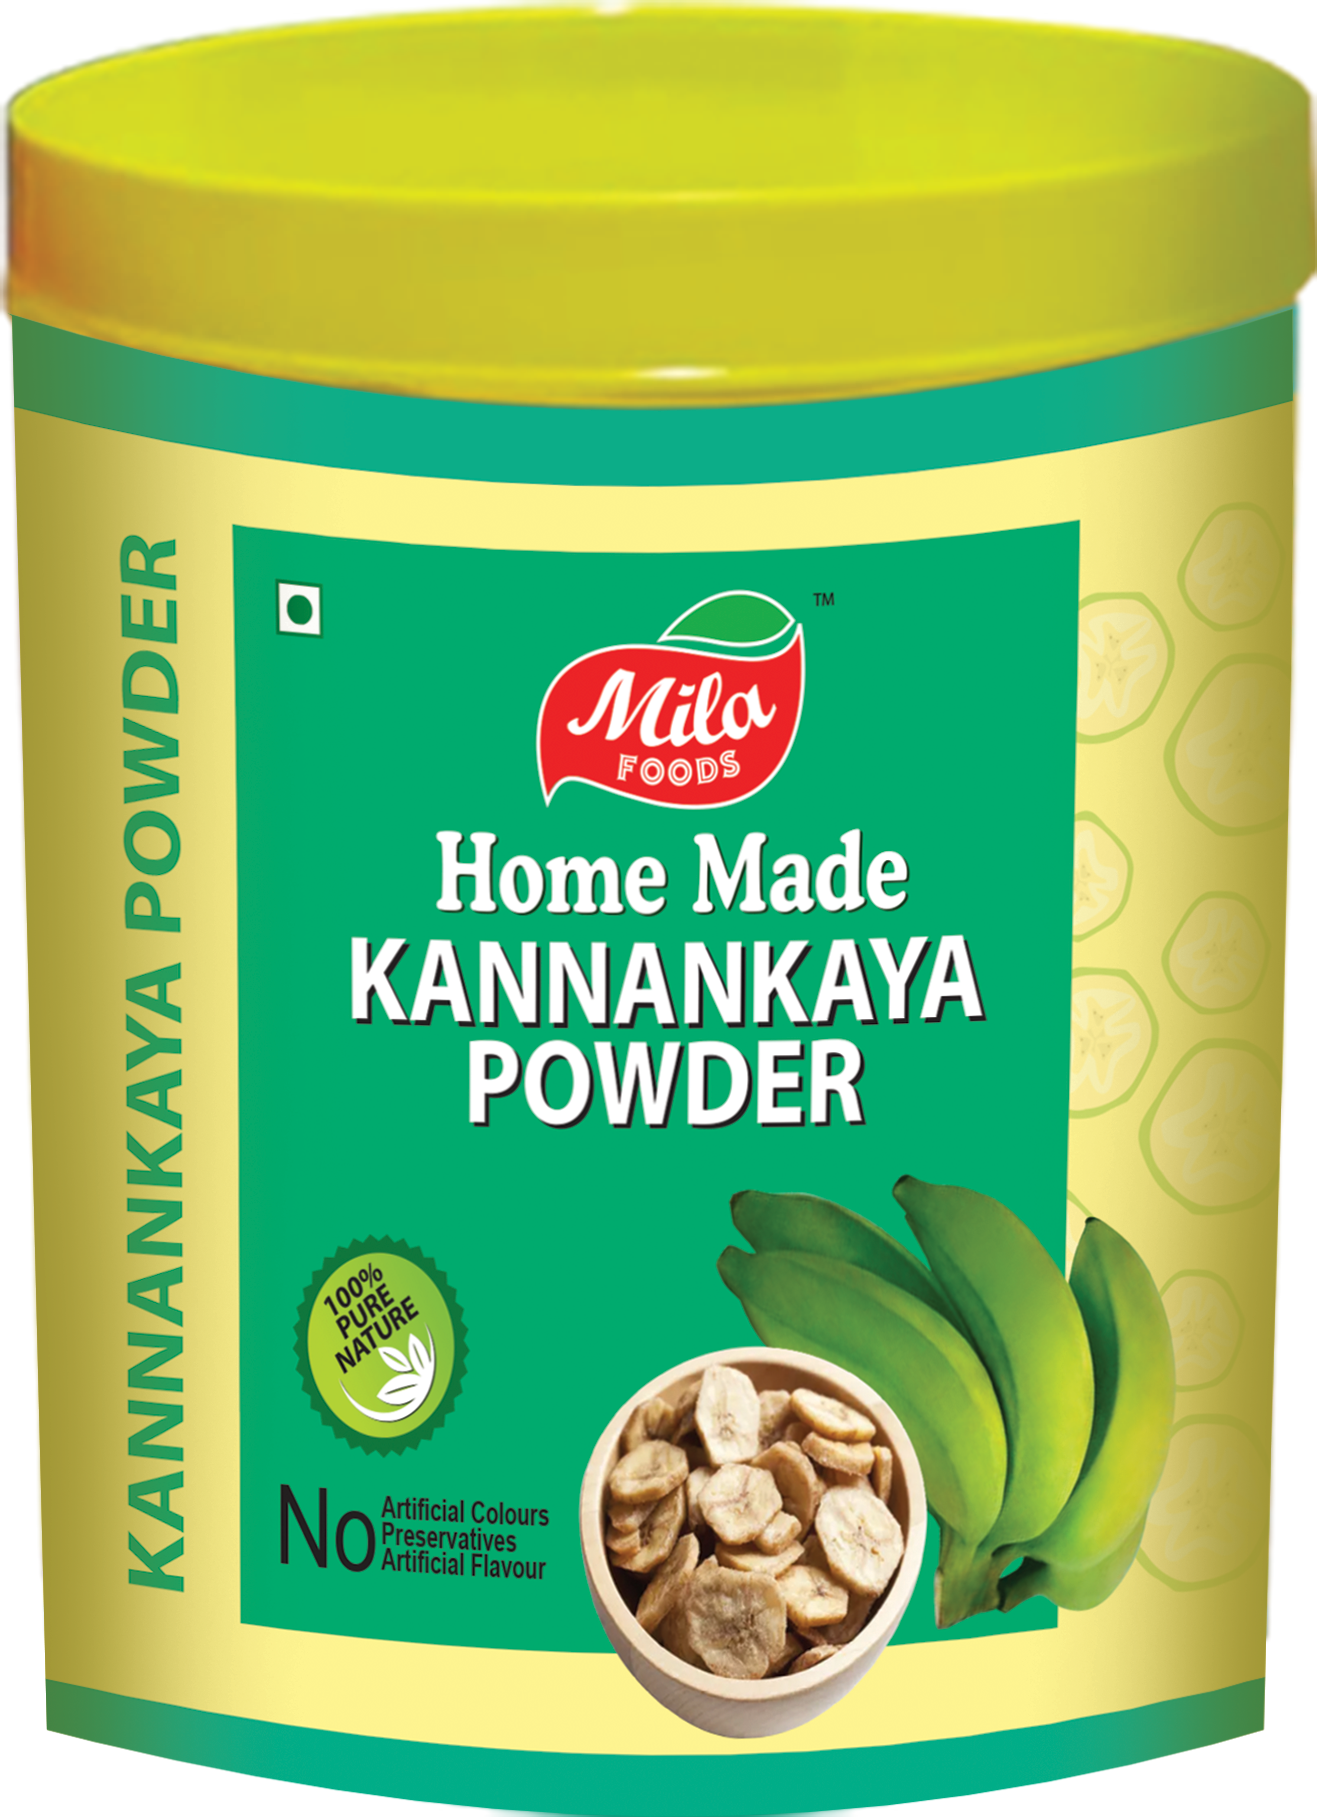 KANNANKAYA POWDER
TM
Mila
FOODS
Home Made
KANNANKAYA
POWDER
100%
PURE
NATURE
No
Artificial Colours
Preservatives
Artificial Flavour